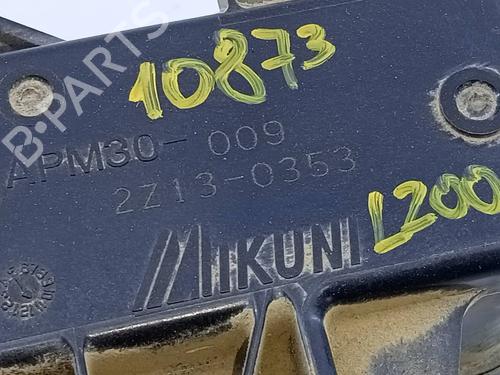 10873
B-PARTS
APM30-009
2Z13-0353
MIKUNI
L200